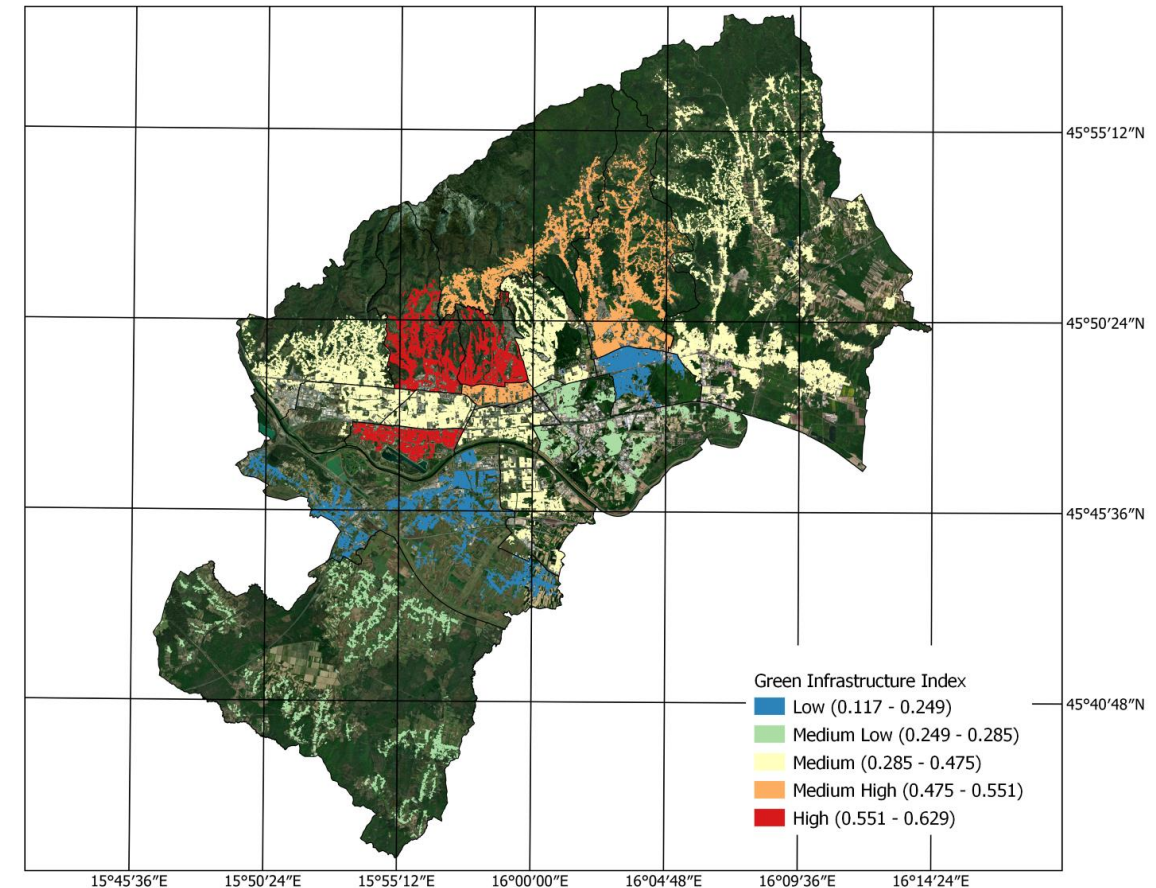 45°55′12″N
45°50′24″N
45°45′36″N
Green Infrastructure Index
Low (0.117 - 0.249)
45°40′48″N
Medium Low (0.249 - 0.285)
Medium (0.285 - 0.475)
Medium High (0.475 - 0.551)
High (0.551 - 0.629)
15°45′36″E 15°50′24″E 15°55′12″E 16°00′00″E 16°04′48″E 16°09′36″E 16°14′24″E